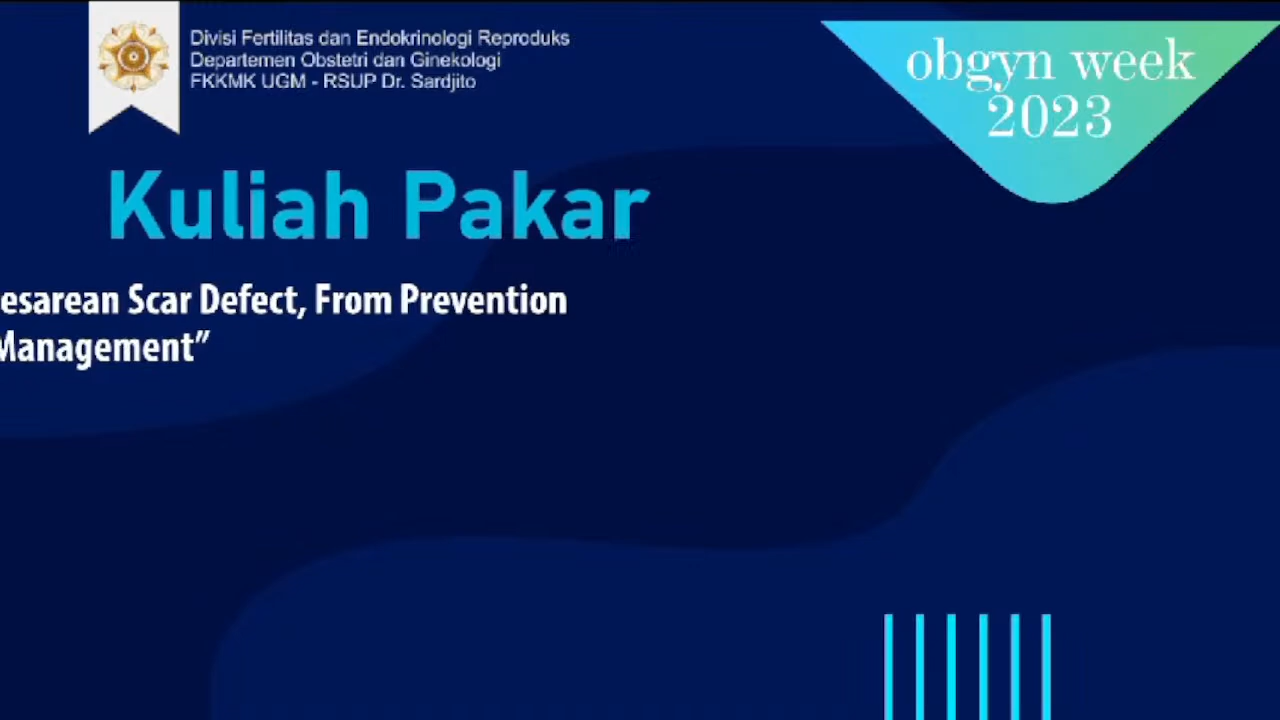 Divisi Fertilitas dan Endokrinologi Reproduks
Departemen Obstetri dan Ginekologi
FKKMK UGM - RSUP Dr. Sardjito
obgyn week
2023
Kuliah Pakar
esarean Scar Defect, From Prevention
Management”